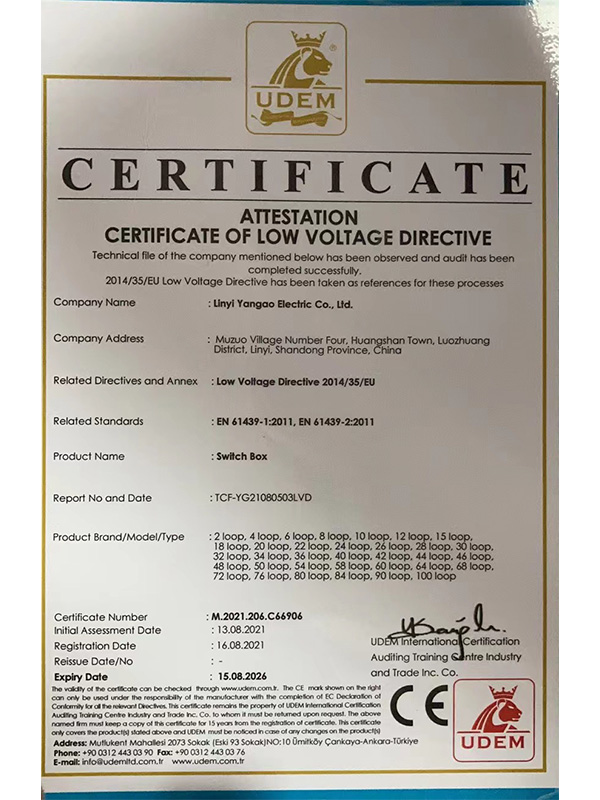 UDEM
®
CERTIFICATE
ATTESTATION
CERTIFICATE OF LOW VOLTAGE DIRECTIVE
Technical file of the company mentioned below has been observed and audit has been
completed successfully.
2014/35/EU Low Voltage Directive has been taken as references for these processes
Company Name : Linyi Yangao Electric Co., Ltd.
Company Address : Muzuo Village Number Four, Huangshan Town, Luozhuang
District, Linyi, Shandong Province, China
Related Directives and Annex : Low Voltage Directive 2014/35/EU
Related Standards : EN 61439-1:2011, EN 61439-2:2011
Product Name : Switch Box
Report No and Date : TCF-YG21080503LVD
Product Brand/Model/Type : 2 loop, 4 loop, 6 loop, 8 loop, 10 loop, 12 loop, 15 loop,
18 loop, 20 loop, 22 loop, 24 loop, 26 loop, 28 loop, 30 loop,
32 loop, 34 loop, 36 loop, 40 loop, 42 loop, 44 loop, 46 loop,
48 loop, 50 loop, 54 loop, 58 loop, 60 loop, 64 loop, 68 loop,
72 loop, 76 loop, 80 loop, 84 loop, 90 loop, 100 loop
Certificate Number : M.2021.206.C66906
Initial Assessment Date : 13.08.2021
Registration Date : 16.08.2021
Reissue Date/No : -
Expiry Date : 15.08.2026
UDEM International Certification
Auditing Training Centre Industry
and Trade Inc. Co.
The validity of the certificate can be checked through www.udem.com.tr. The CE mark shown on the right
can only be used under the responsibility of the manufacturer with the completion of EC Declaration of
Conformity for all the relevant Directives. This certificate remains the property of UDEM International Certification
Auditing Training Centre Industry and Trade Inc. Co. to whom it must be returned upon request. The above
named firm must keep a copy of this certificate for 15 years from the registration of certificate. This certificate
only covers the product(s) stated above and UDEM must be noticed in case of any changes on the product(s)
Address: Mutlukent Mahallesi 2073 Sokak (Eski 93 Sokak)NO:10 Ümitköy Çankaya-Ankara-Türkiye
Phone: +90 0312 443 03 90 Fax: +90 0312 443 03 76
E-mail: info@udemltd.com.tr www.udem.com.tr
CE
UDEM